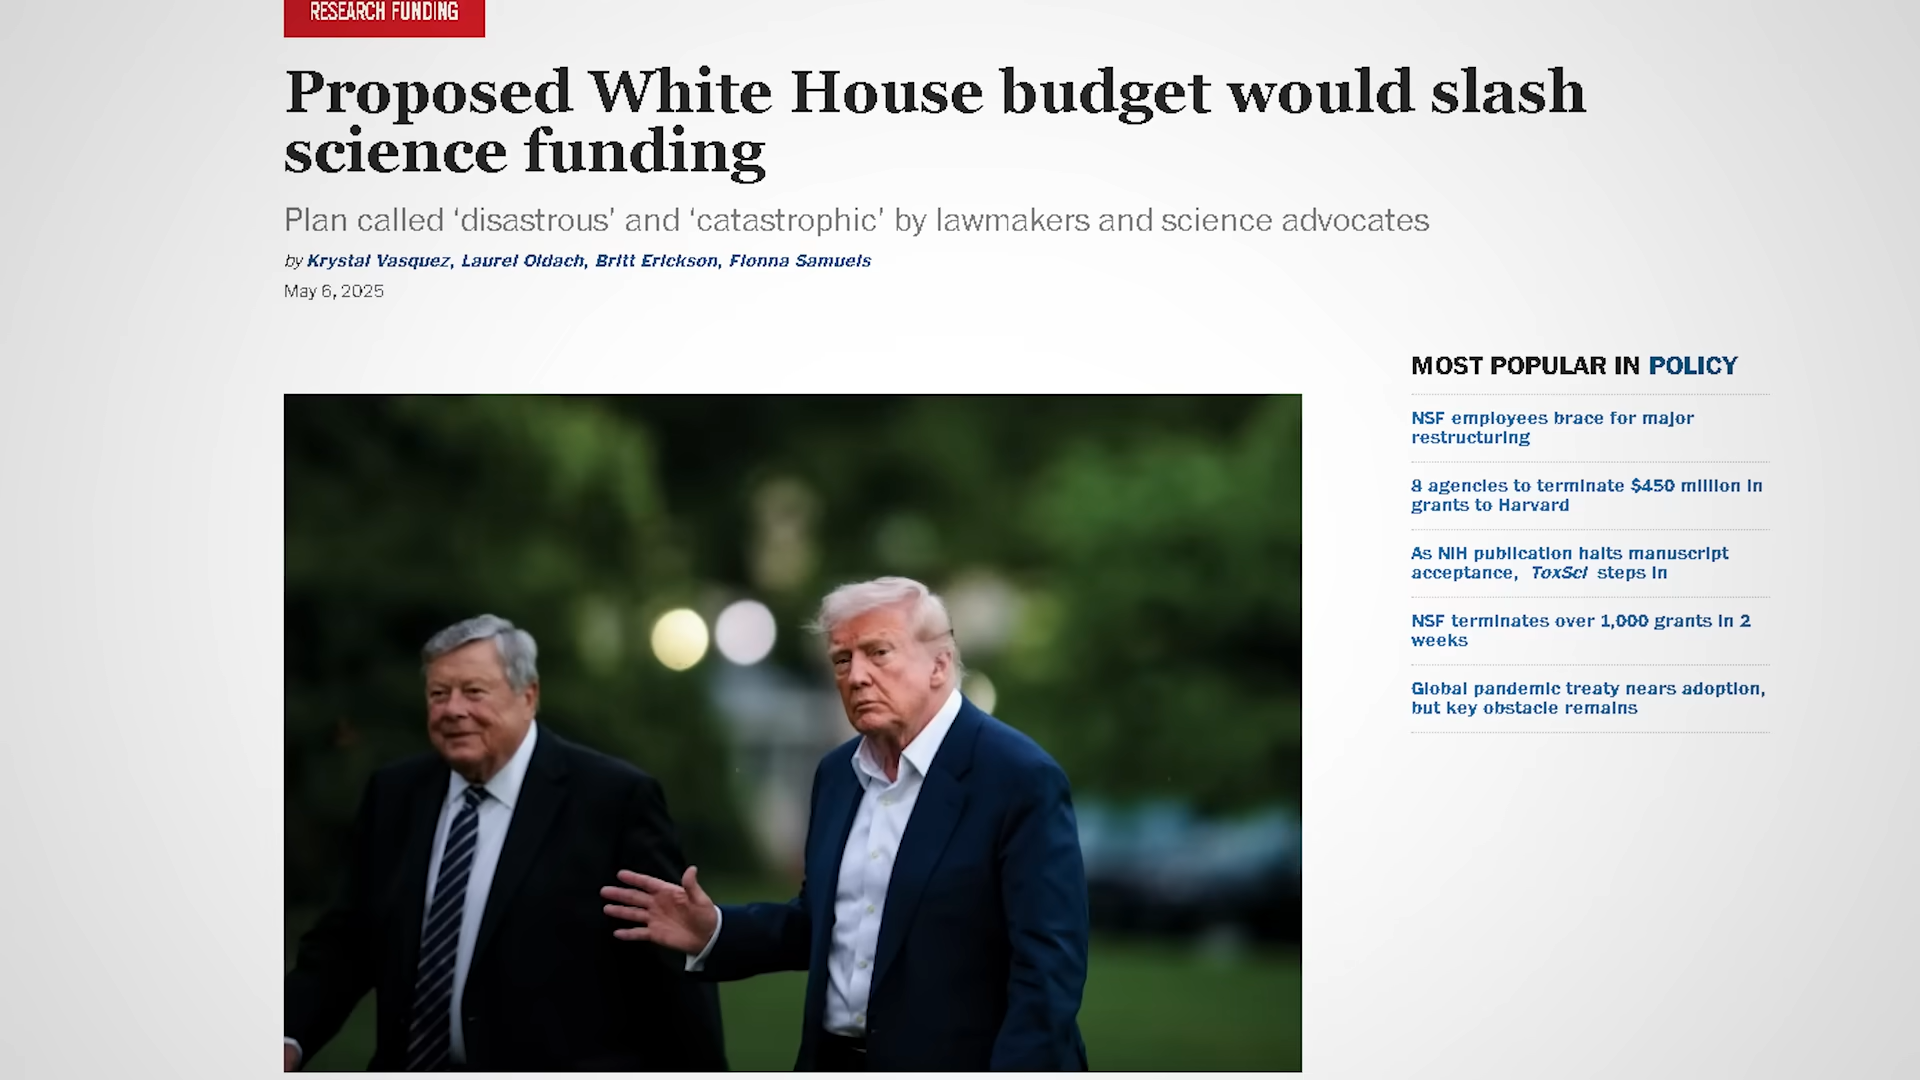 RESEARCH FUNDING
Proposed White House budget would slash
science funding
Plan called ‘disastrous’ and ‘catastrophic’ by lawmakers and science advocates
by Krystal Vasquez, Laurel Oldach, Britt Erickson, Fionna Samuels
May 6, 2025
MOST POPULAR IN POLICY
NSF employees brace for major
restructuring
8 agencies to terminate $450 million in
grants to Harvard
As NIH publication halts manuscript
acceptance, ToxSci steps in
NSF terminates over 1,000 grants in 2
weeks
Global pandemic treaty nears adoption,
but key obstacle remains